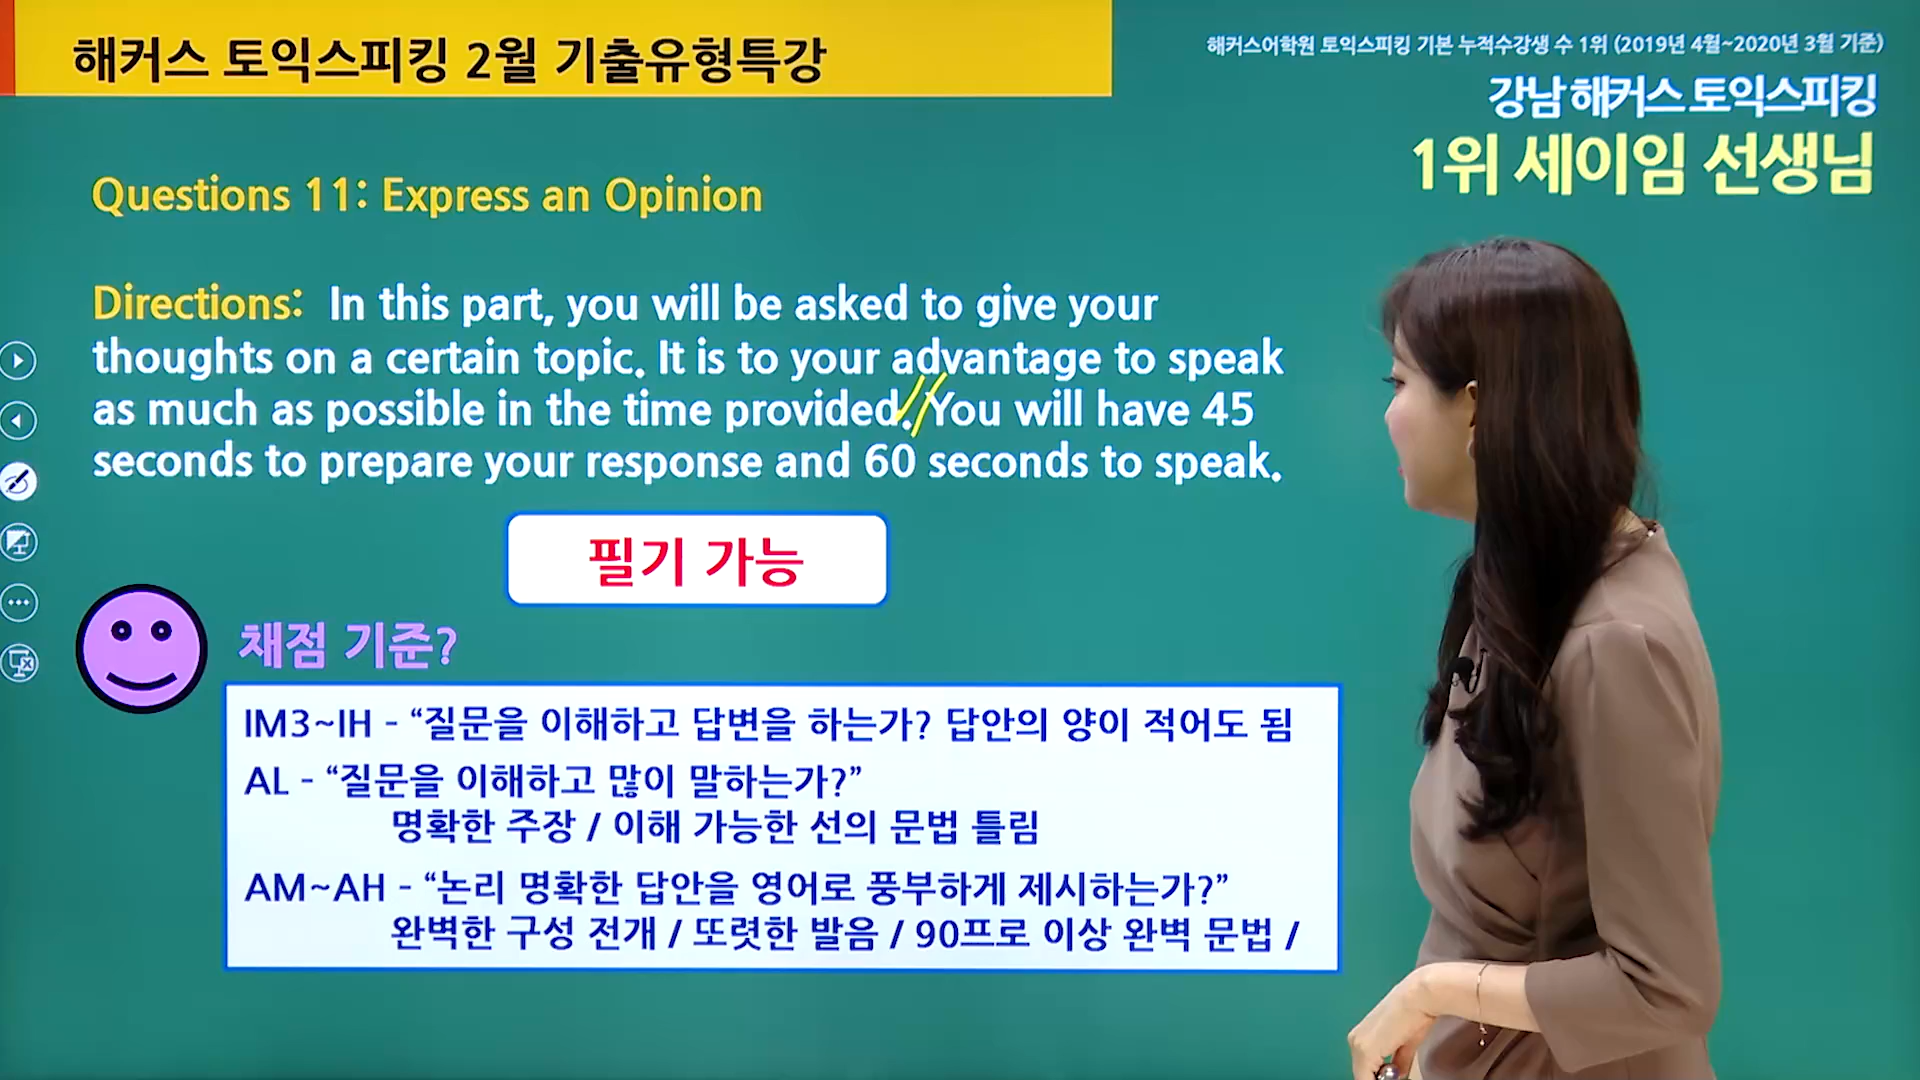 해커스 토익스피킹 2월 기출유형특강
해커스어학원 토익스피킹 기본 누적수강생 수 1위 (2019년 4월~2020년 3월 기준)
강남 해커스 토익스피킹
1위 세이임 선생님
Questions 11: Express an Opinion
Directions: In this part, you will be asked to give your
thoughts on a certain topic. It is to your advantage to speak
as much as possible in the time provided. You will have 45
seconds to prepare your response and 60 seconds to speak.
필기 가능
채점 기준?
IM3~IH - “질문을 이해하고 답변을 하는가? 답안의 양이 적어도 됨
AL - “질문을 이해하고 많이 말하는가?”
명확한 주장 / 이해 가능한 선의 문법 틀림
AM~AH - “논리 명확한 답안을 영어로 풍부하게 제시하는가?”
완벽한 구성 전개 / 또렷한 발음 / 90프로 이상 완벽 문법 /